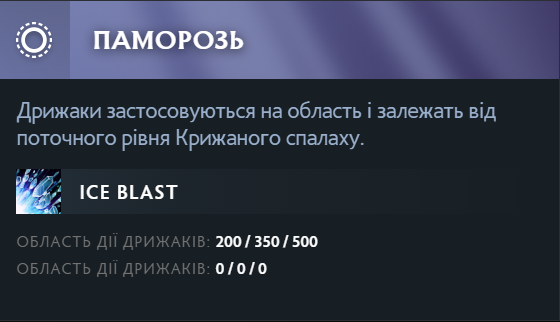 ПАМОРОЗЬ
Дрижаки застосовуються на область і залежать від
поточного рівня Крижаного спалаху.
ICE BLAST
ОБЛАСТЬ ДІЇ ДРИЖАКІВ: 200 / 350 / 500
ОБЛАСТЬ ДІЇ ДРИЖАКІВ: 0 / 0 / 0